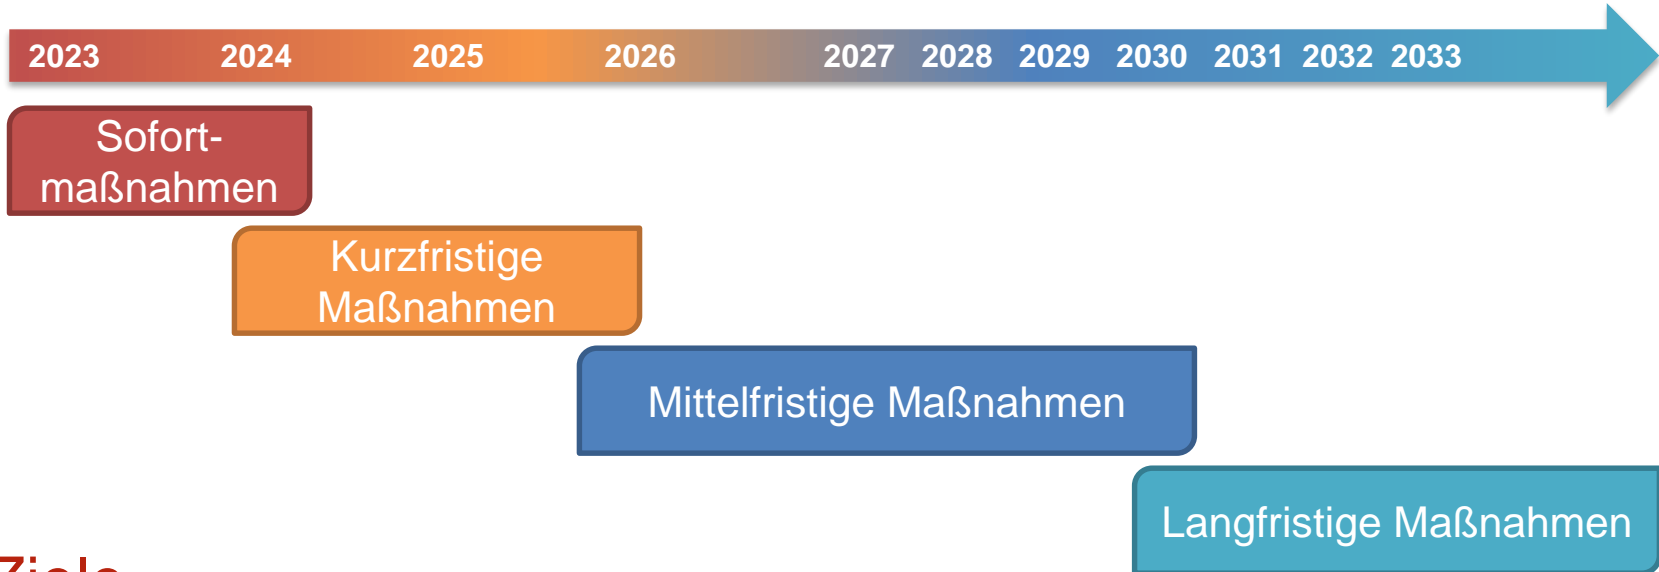 2023 2024 2025 2026 2027 2028 2029 2030 2031 2032 2033
Sofort-
maßnahmen
Kurzfristige
Maßnahmen
Mittelfristige Maßnahmen
Langfristige Maßnahmen
Ziele